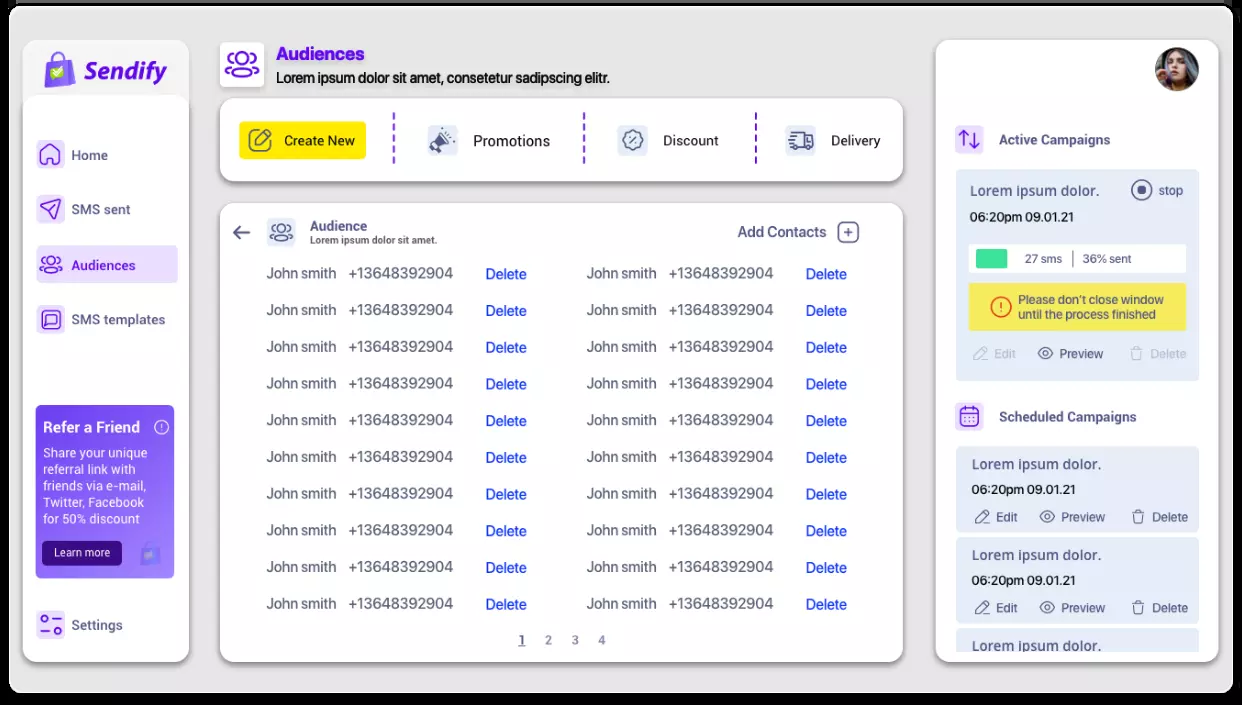 Sendify
Home
SMS sent
Audiences
SMS templates
Refer a Friend
Share your unique
referral link with
friends via e-mail,
Twitter, Facebook
for 50% discount
Learn more
Settings
Audiences
Lorem ipsum dolor sit amet, consetetur sadipscing elitr.
Create New
Promotions
Discount
Delivery
Audience
Lorem ipsum dolor sit amet.
Add Contacts
John smith +13648392904 Delete John smith +13648392904 Delete
John smith +13648392904 Delete John smith +13648392904 Delete
John smith +13648392904 Delete John smith +13648392904 Delete
John smith +13648392904 Delete John smith +13648392904 Delete
John smith +13648392904 Delete John smith +13648392904 Delete
John smith +13648392904 Delete John smith +13648392904 Delete
John smith +13648392904 Delete John smith +13648392904 Delete
John smith +13648392904 Delete John smith +13648392904 Delete
John smith +13648392904 Delete John smith +13648392904 Delete
John smith +13648392904 Delete John smith +13648392904 Delete
1 2 3 4
Active Campaigns
Lorem ipsum dolor. stop
06:20pm 09.01.21
27 sms | 36% sent
Please don't close window
until the process finished
Edit Preview Delete
Scheduled Campaigns
Lorem ipsum dolor.
06:20pm 09.01.21
Edit Preview Delete
Lorem ipsum dolor.
06:20pm 09.01.21
Edit Preview Delete
Lorem ipsum dolor.